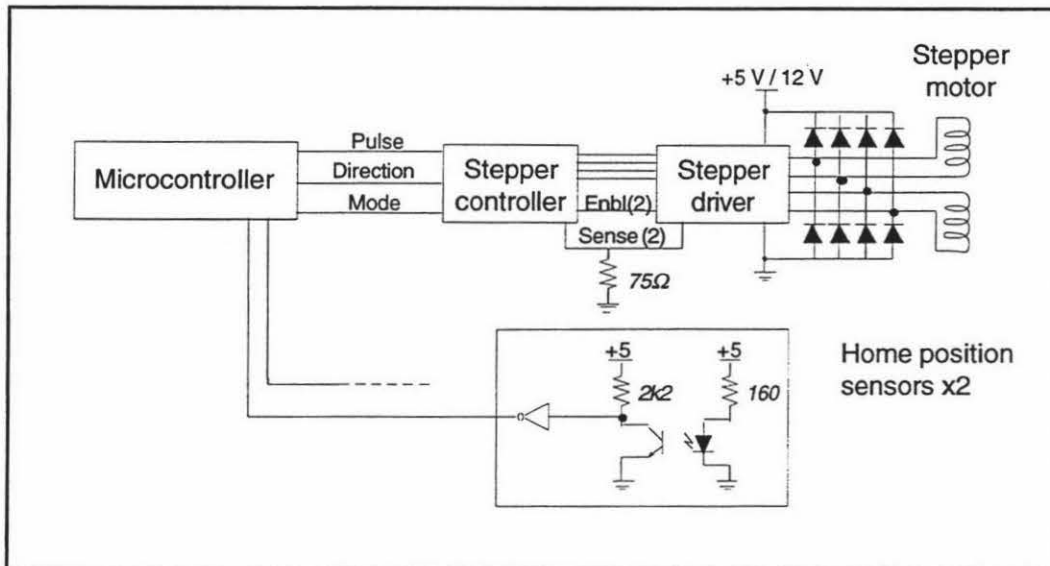 Stepper
motor
+5 V / 12 V
Pulse
Direction
Mode
Microcontroller
Stepper
controller
Enbl(2)
Sense (2)
75Ω
Stepper
driver
+5
2k2
+5
160
Home position
sensors x2